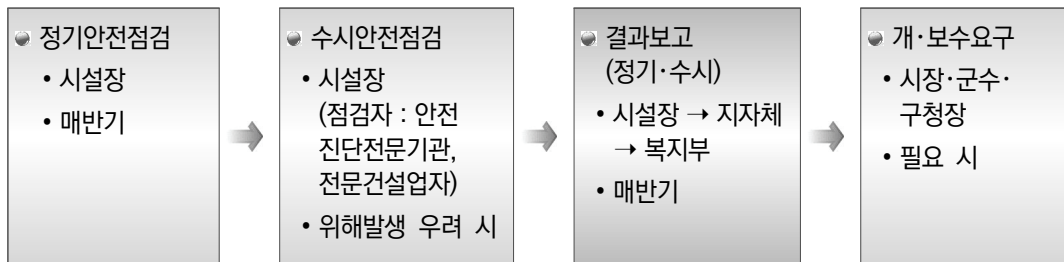 정기안전점검
• 시설장
• 매반기
수시안전점검
• 시설장
(점검자 : 안전
진단전문기관,
전문건설업자)
• 위해발생 우려 시
결과보고
(정기·수시)
• 시설장 → 지자체
→ 복지부
• 매반기
개·보수요구
• 시장·군수·
구청장
• 필요 시